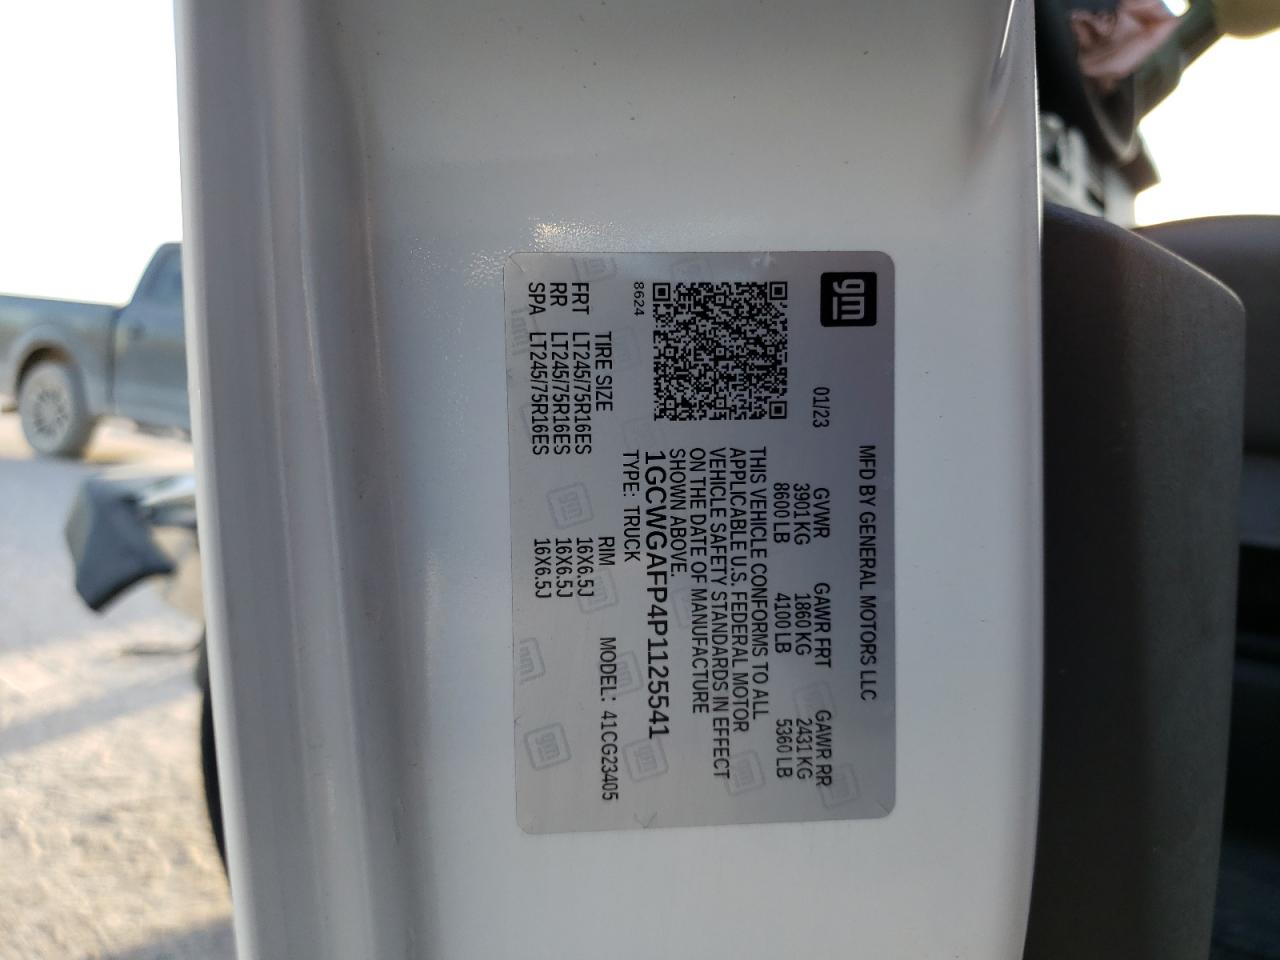 gm
MFD BY GENERAL MOTORS LLC
01/23 GVWR GAWR FRT GAWR RR
3901 KG 1860 KG 2431 KG
8600 LB 4100 LB 5360 LB
THIS VEHICLE CONFORMS TO ALL
APPLICABLE U.S. FEDERAL MOTOR
VEHICLE SAFETY STANDARDS IN EFFECT
ON THE DATE OF MANUFACTURE
SHOWN ABOVE.
8624 1GCWGAFP4P1125541
TYPE: TRUCK MODEL: 41CG23405
TIRE SIZE RIM
FRT LT245/75R16ES 16X6.5J
RR LT245/75R16ES 16X6.5J
SPA LT245/75R16ES 16X6.5J